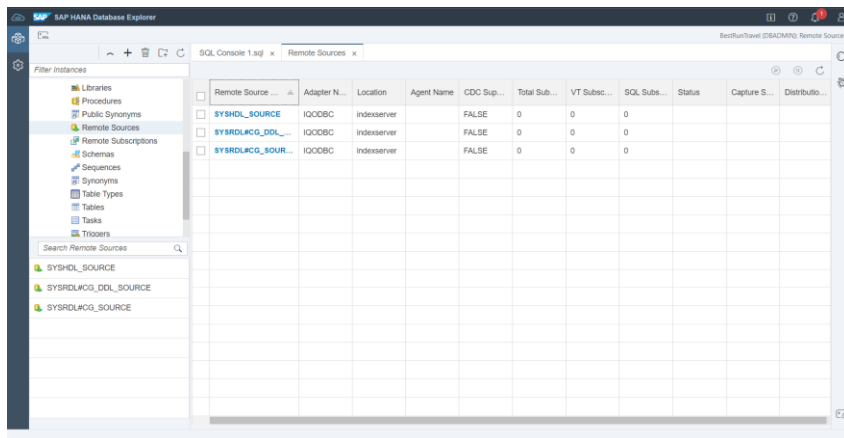 SAP SAP HANA Database Explorer
BestRunTravel (DBADMIN): Remote Source
SQL Console 1.sql x Remote Sources x
Filter Instances
Libraries
Procedures
Public Synonyms
Remote Sources
Remote Subscriptions
Schemas
Sequences
Synonyms
Table Types
Tables
Tasks
Triggers
Search Remote Sources
SYSHDL_SOURCE
SYSRDL#CG_DDL_SOURCE
SYSRDL#CG_SOURCE
Remote Source ... Adapter N... Location Agent Name CDC Sup... Total Sub... VT Subsc... SQL Subs... Status Capture S... Distributio...
SYSHDL_SOURCE IQODBC indexserver FALSE 0 0 0
SYSRDL#CG_DDL_... IQODBC indexserver FALSE 0 0 0
SYSRDL#CG_SOUR... IQODBC indexserver FALSE 0 0 0